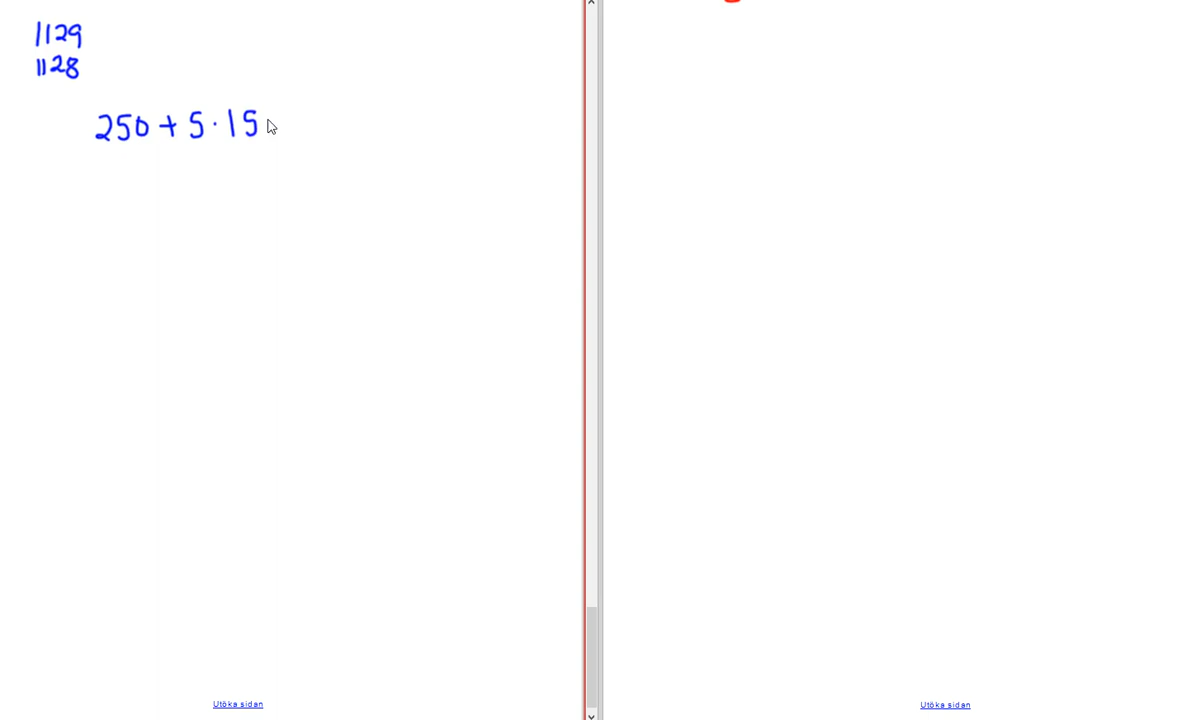 1129
1128
250 + 5 · 15
Utöka sidan
Utöka sidan